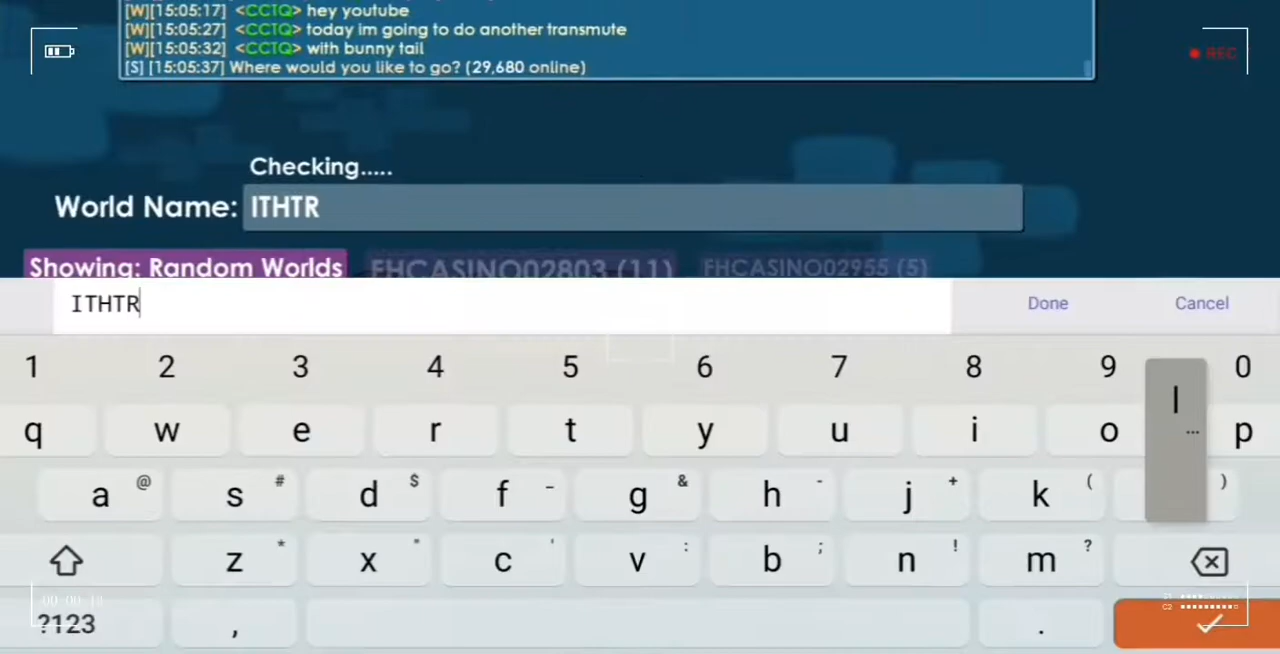 [W][15:05:17] <CCTQ> hey youtube
[W][15:05:27] <CCTQ> today im going to do another transmute
[W][15:05:32] <CCTQ> with bunny tail
[S] [15:05:37] Where would you like to go? (29,680 online)
REC
Checking.....
World Name: ITHTR
Showing: Random Worlds FHCASINO02803 (11) FHCASINO02955 (5)
ITHTR Done Cancel
1 2 3 4 5 6 7 8 9 0
q w e r t y u i o p
l ...
a @ s # d $ f - g & h - j + k ( )
z * x " c ' v : b ; n ! m ?
?123 , .